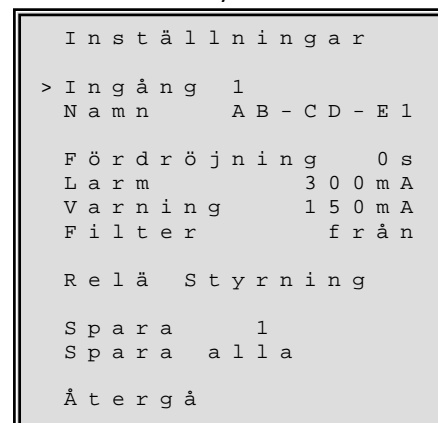 Inställningar
> Ingång 1
Namn AB-CD-E1
Fördröjning 0s
Larm 300mA
Varning 150mA
Filter från
Relä Styrning
Spara 1
Spara alla
Återgå